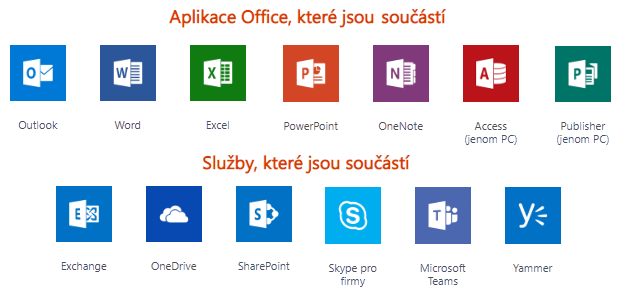 Aplikace Office, které jsou součástí
Outlook Word Excel PowerPoint OneNote Access Publisher
(jenom PC) (jenom PC)
Služby, které jsou součástí
Exchange OneDrive SharePoint Skype pro Microsoft Yammer
firmy Teams